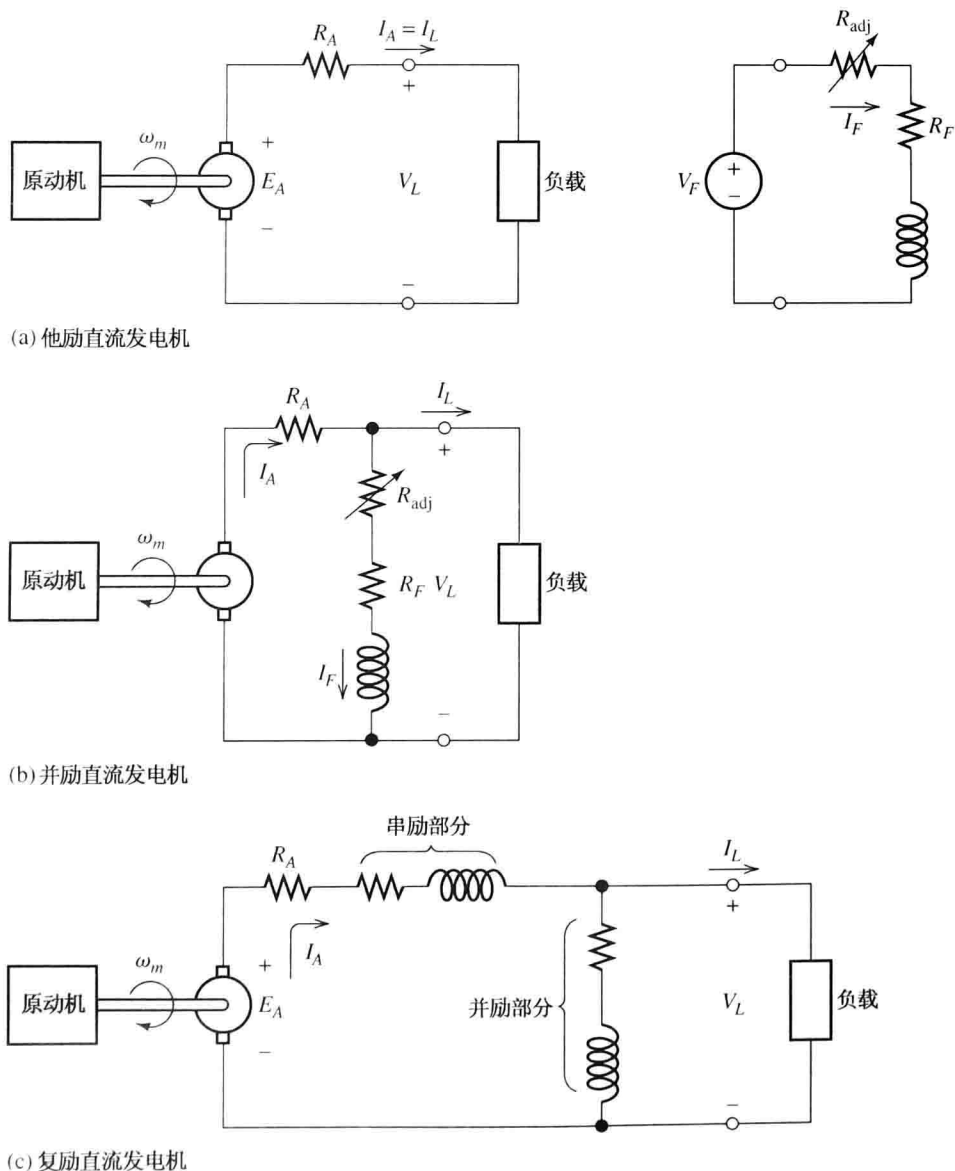 R_A
I_A = I_L
R_adj
+
I_F
R_F
原动机
ω_m
+
E_A
−
V_L
负载
V_F
+
−
−
(a) 他励直流发电机
R_A
I_L
+
I_A
R_adj
原动机
ω_m
R_F
V_L
负载
I_F
−
(b) 并励直流发电机
串励部分
R_A
I_L
+
I_A
原动机
ω_m
+
E_A
−
并励部分
V_L
负载
−
(c) 复励直流发电机